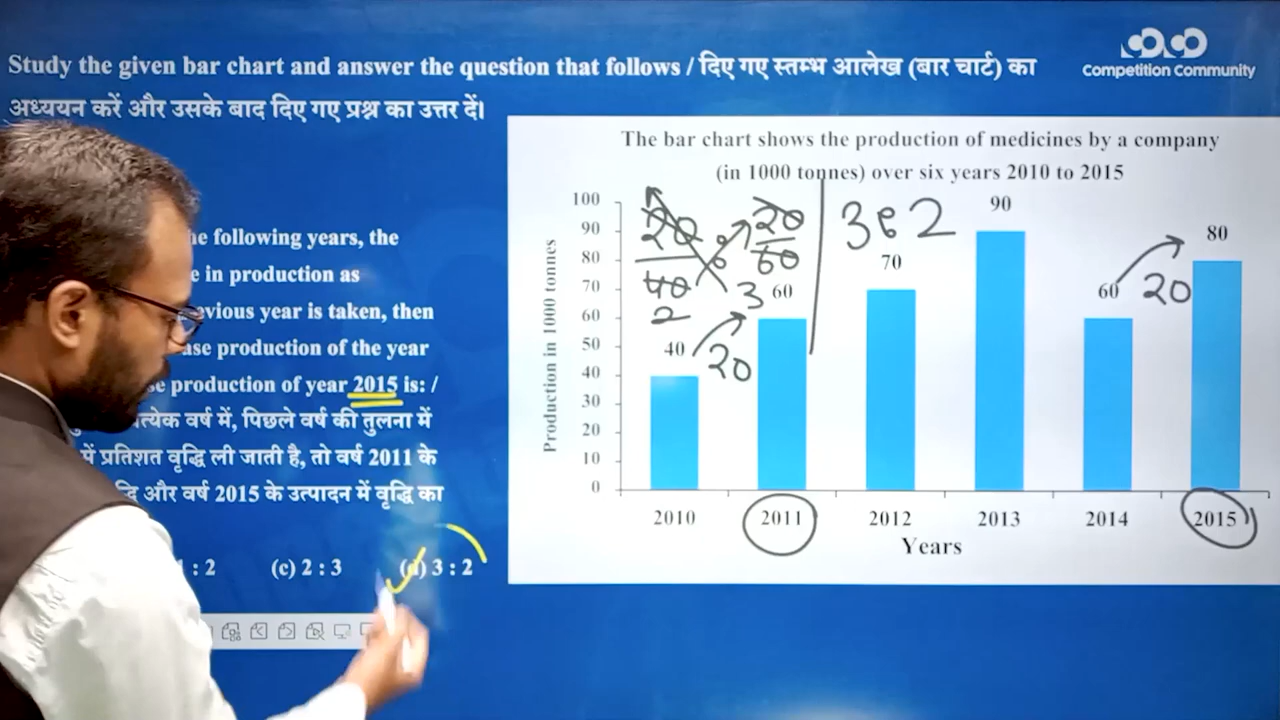 Study the given bar chart and answer the question that follows / दिए गए स्तम्भ आलेख (बार चार्ट) का
अध्ययन करें और उसके बाद दिए गए प्रश्न का उत्तर दें।
Competition Community
following years, the
in production as
year is taken, then
production of the year
production of year 2015 is: /
वर्ष में, पिछले वर्ष की तुलना में
में प्रतिशत वृद्धि ली जाती है, तो वर्ष 2011 के
और वर्ष 2015 के उत्पादन में वृद्धि का
: 2 (c) 2 : 3 (d) 3 : 2
The bar chart shows the production of medicines by a company
(in 1000 tonnes) over six years 2010 to 2015
Production in 1000 tonnes
100
90
80
70
60
50
40
30
20
10
0
40
60
70
90
60
80
20
40
2
20
60
3
20
20
2010 2011 2012 2013 2014 2015
Years